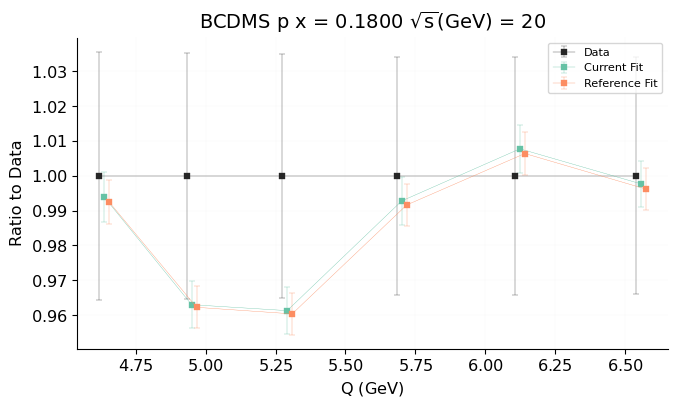 BCDMS p x = 0.1800 √s(GeV) = 20
Data
Current Fit
Reference Fit
Ratio to Data
1.03
1.02
1.01
1.00
0.99
0.98
0.97
0.96
4.75 5.00 5.25 5.50 5.75 6.00 6.25 6.50
Q (GeV)